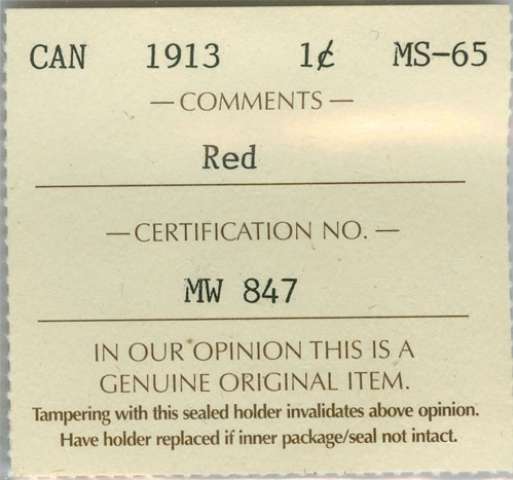 CAN 1913 1¢ MS-65
— COMMENTS —
Red
— CERTIFICATION NO. —
MW 847
IN OUR OPINION THIS IS A
GENUINE ORIGINAL ITEM.
Tampering with this sealed holder invalidates above opinion.
Have holder replaced if inner package/seal not intact.